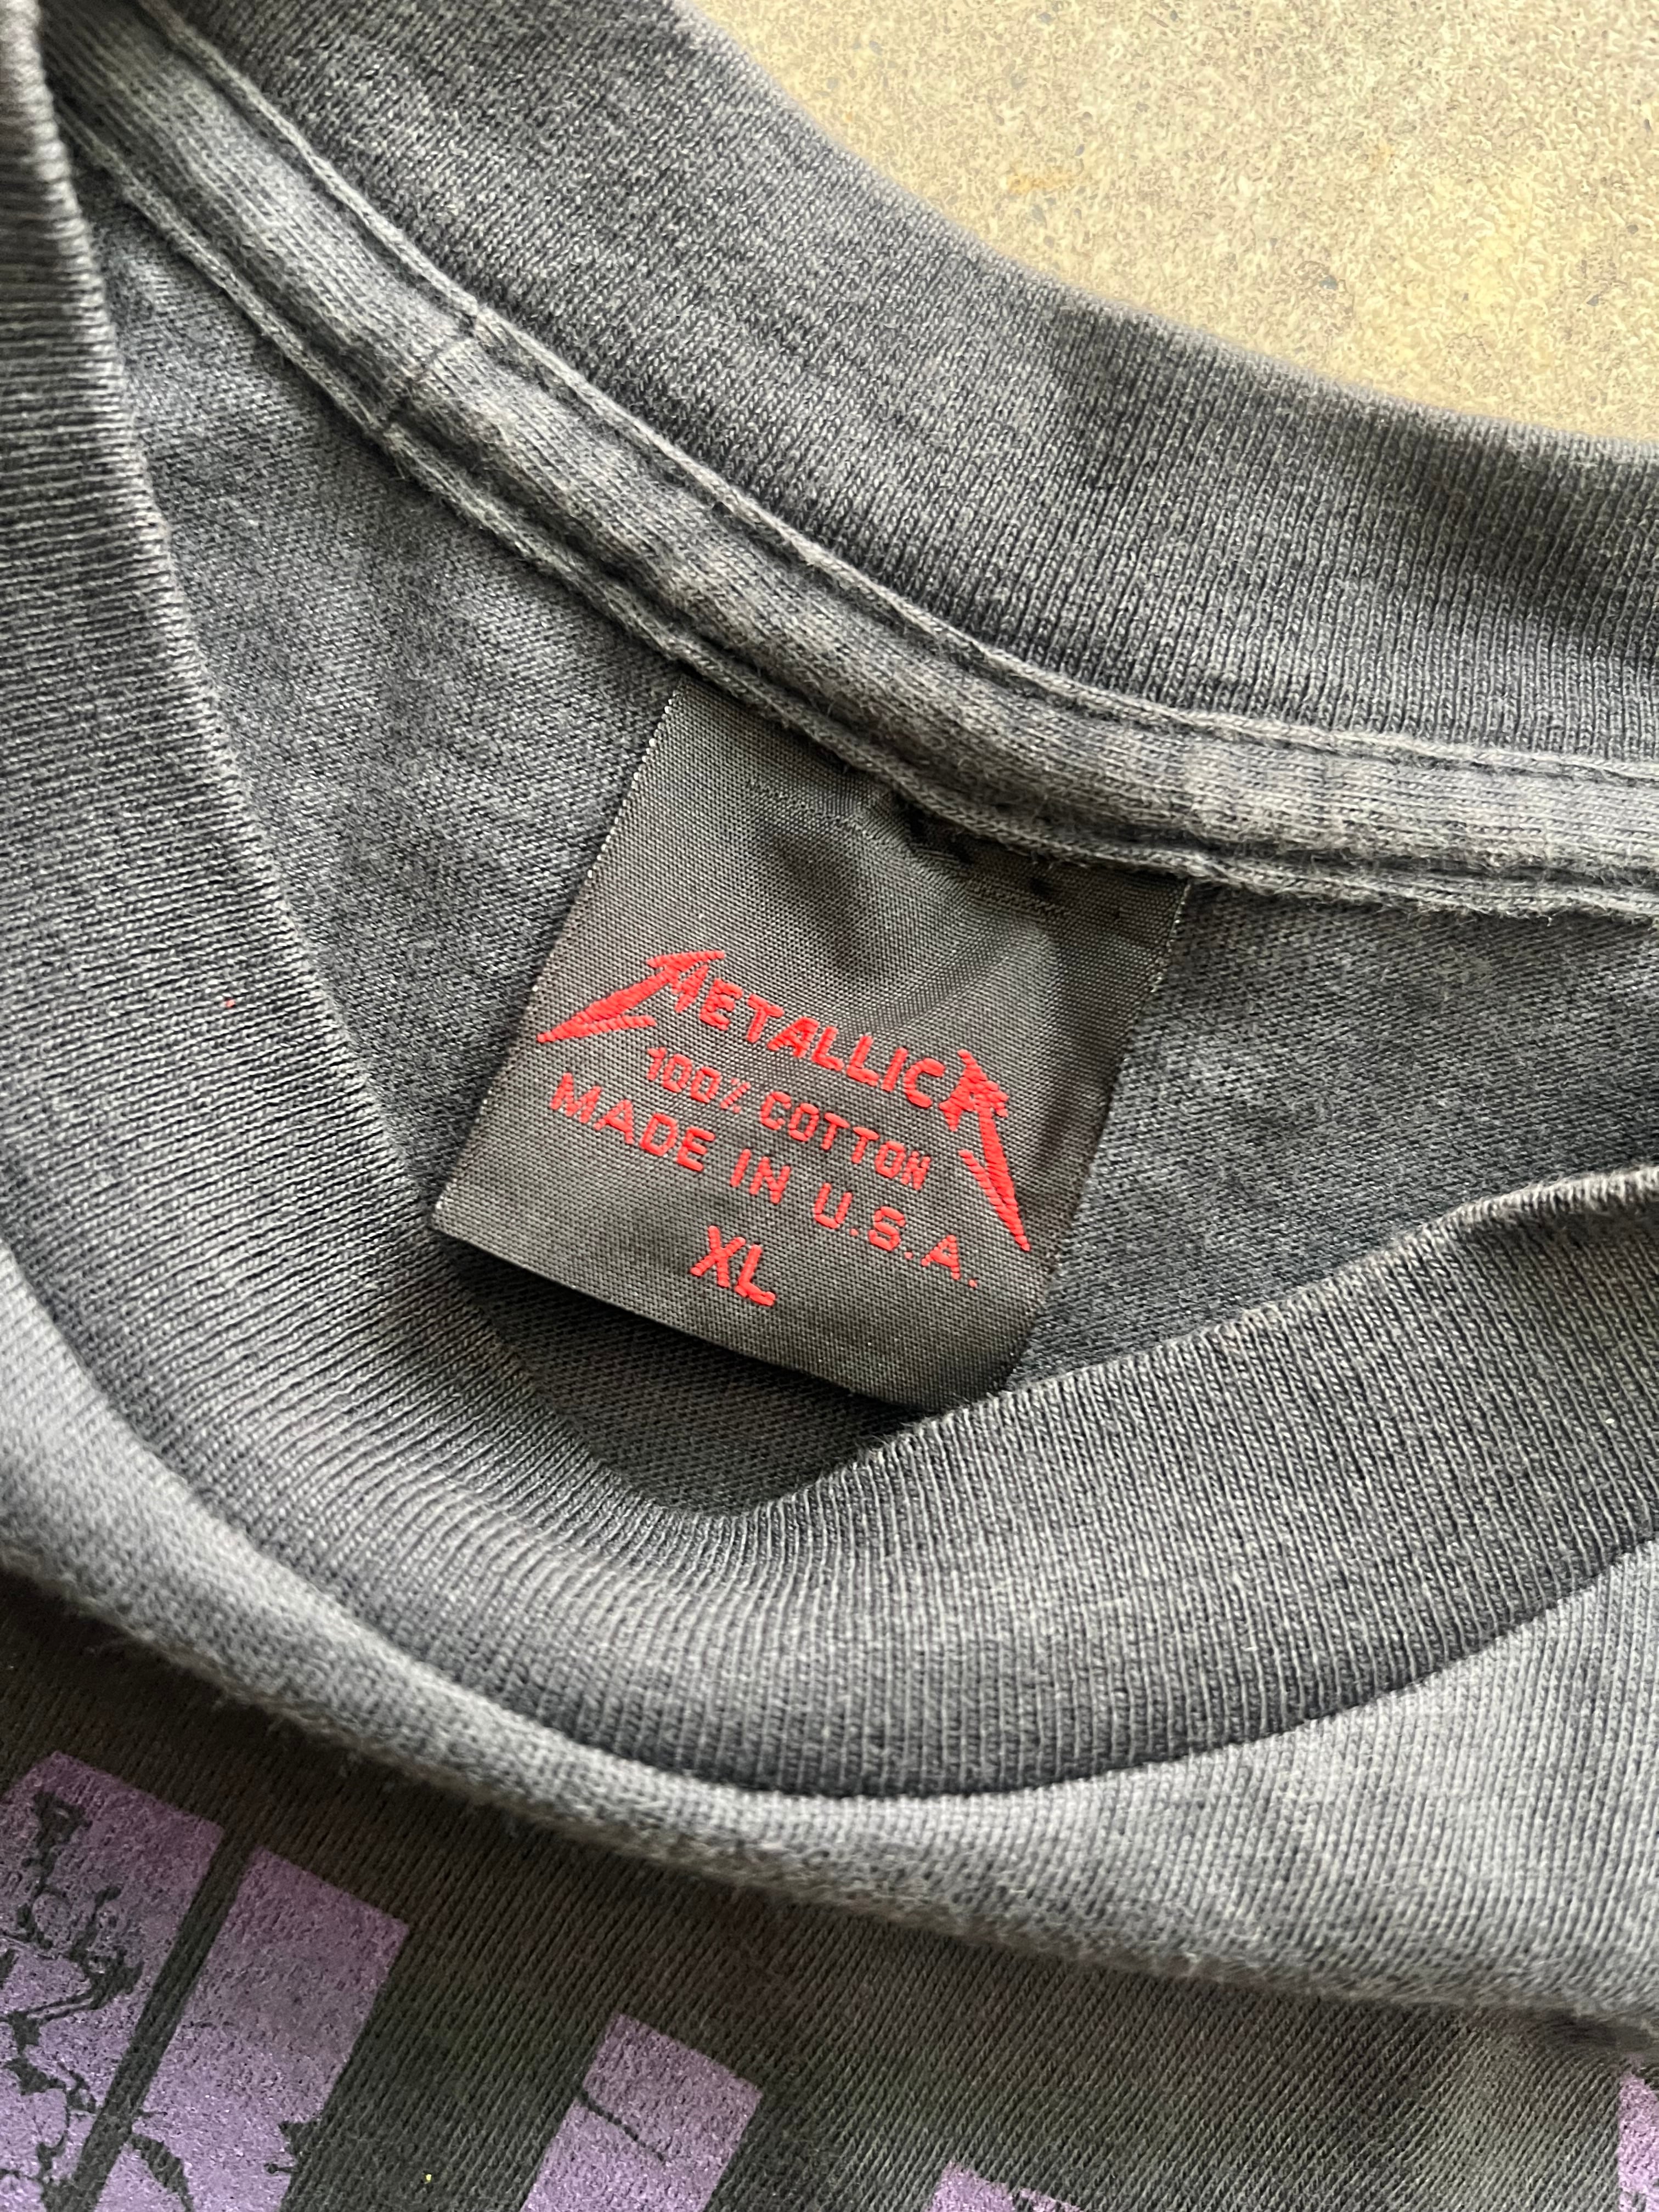 METALLICA
100% COTTON
MADE IN U.S.A.
XL